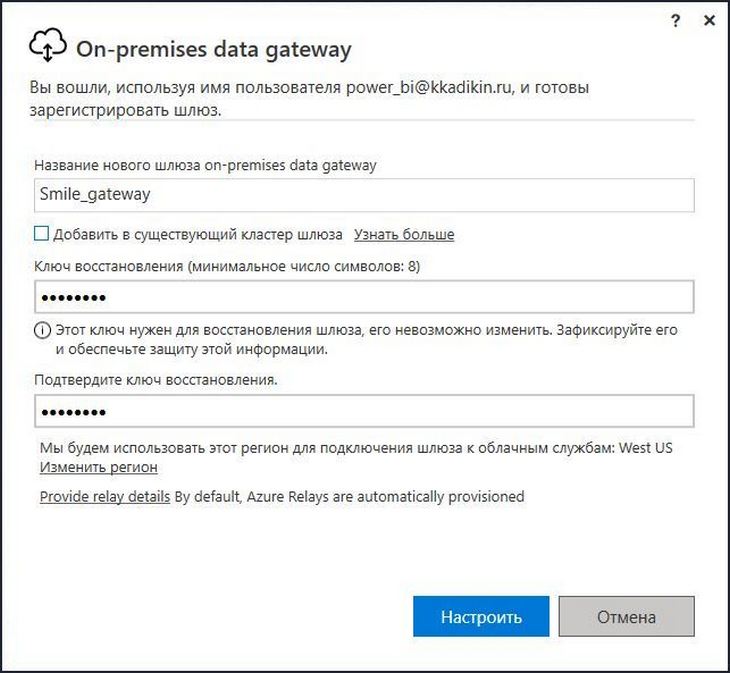 ? ×
On-premises data gateway
Вы вошли, используя имя пользователя power_bi@kkadikin.ru, и готовы
зарегистрировать шлюз.
Название нового шлюза on-premises data gateway
Smile_gateway
Добавить в существующий кластер шлюза Узнать больше
Ключ восстановления (минимальное число символов: 8)
●●●●●●●●
Этот ключ нужен для восстановления шлюза, его невозможно изменить. Зафиксируйте его
и обеспечьте защиту этой информации.
Подтвердите ключ восстановления.
●●●●●●●●
Мы будем использовать этот регион для подключения шлюза к облачным службам: West US
Изменить регион
Provide relay details By default, Azure Relays are automatically provisioned
Настроить Отмена